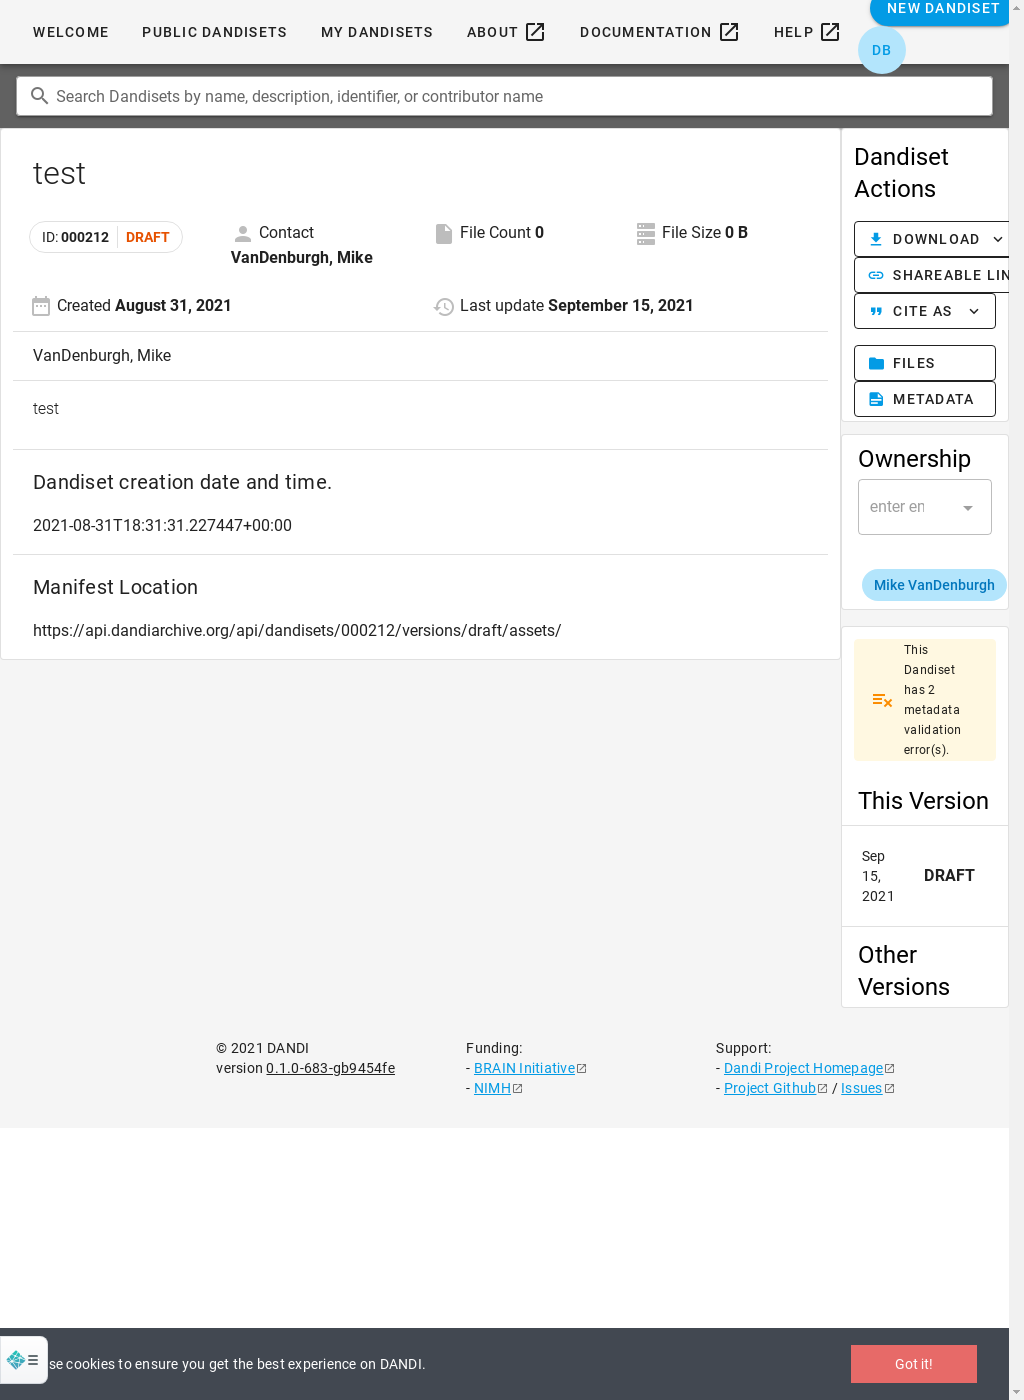 NEW DANDISET
WELCOME
PUBLIC DANDISETS
MY DANDISETS
ABOUT
DOCUMENTATION
HELP
DB
Search Dandisets by name, description, identifier, or contributor name
test
ID: 000212 DRAFT
Contact
VanDenburgh, Mike
File Count 0
File Size 0 B
Created August 31, 2021
Last update September 15, 2021
VanDenburgh, Mike
test
Dandiset creation date and time.
2021-08-31T18:31:31.227447+00:00
Manifest Location
https://api.dandiarchive.org/api/dandisets/000212/versions/draft/assets/
Dandiset
Actions
DOWNLOAD
SHAREABLE LIN
CITE AS
FILES
METADATA
Ownership
enter en
Mike VanDenburgh
This
Dandiset
has 2
metadata
validation
error(s).
This Version
Sep
15,
2021
DRAFT
Other
Versions
© 2021 DANDI
version 0.1.0-683-gb9454fe
Funding:
- BRAIN Initiative
- NIMH
Support:
- Dandi Project Homepage
- Project Github / Issues
se cookies to ensure you get the best experience on DANDI.
Got it!